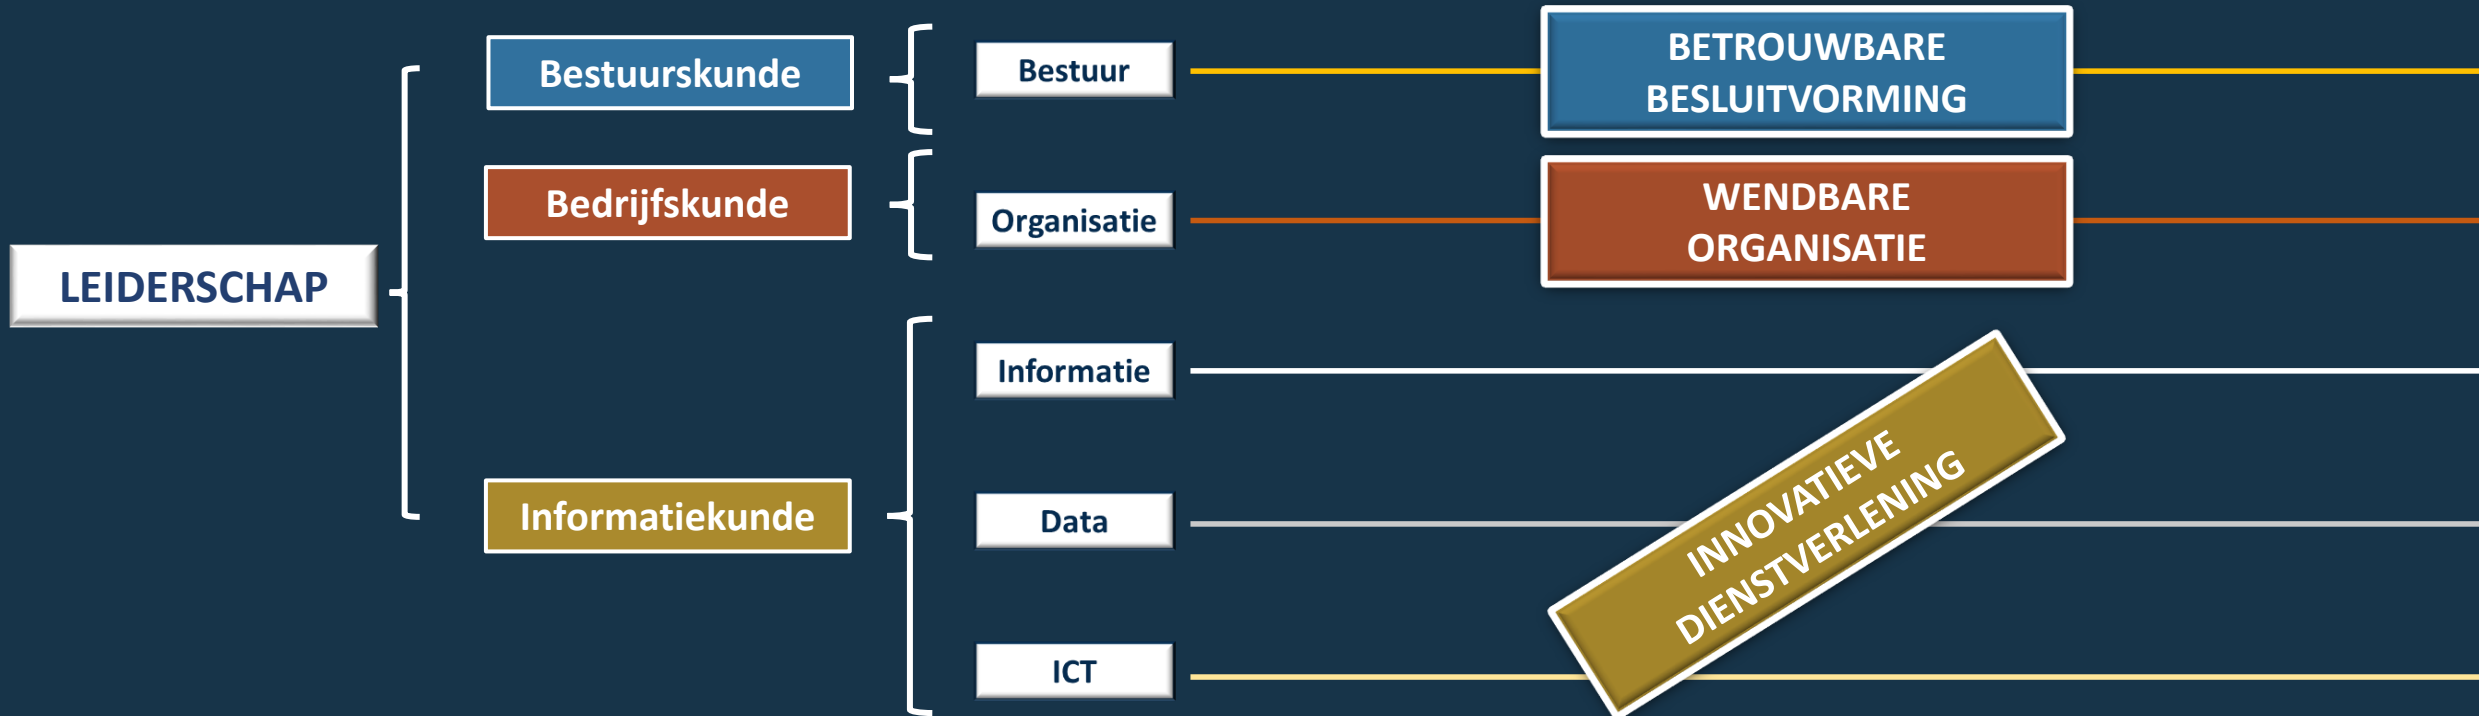 LEIDERSCHAP
Bestuurskunde
Bedrijfskunde
Informatiekunde
Bestuur
Organisatie
Informatie
Data
ICT
BETROUWBARE
BESLUITVORMING
WENDBARE
ORGANISATIE
INNOVATIEVE
DIENSTVERLENING